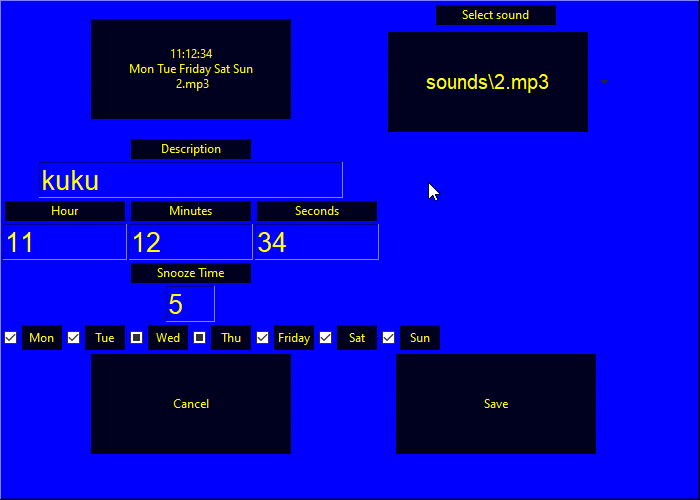 11:12:34
Mon Tue Friday Sat Sun
2.mp3
Select sound
sounds\2.mp3
Description
kuku
Hour Minutes Seconds
11 12 34
Snooze Time
5
Mon Tue Wed Thu Friday Sat Sun
Cancel Save